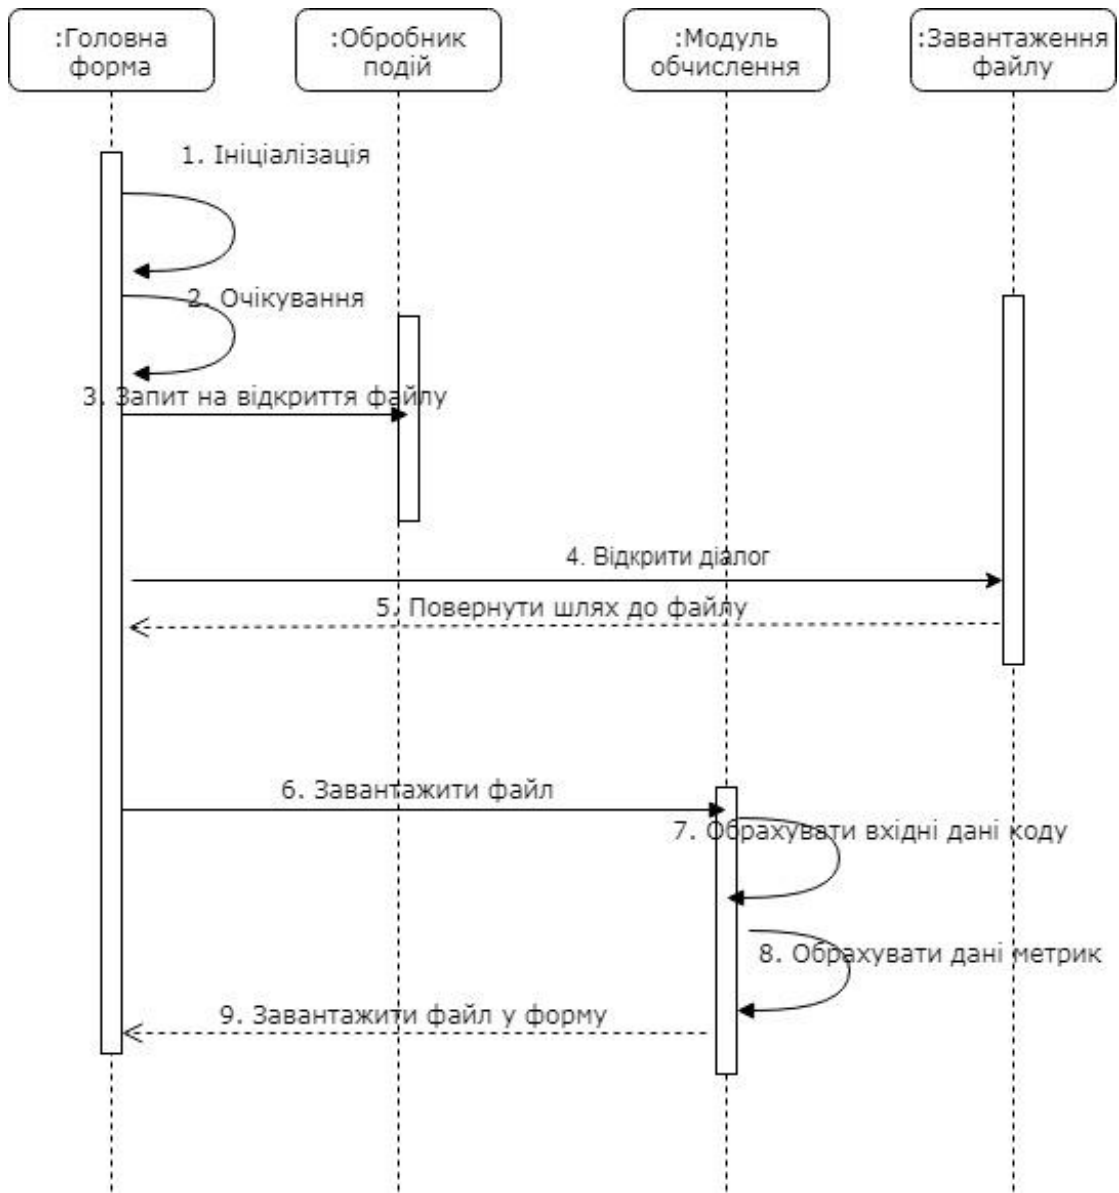 :Головна
форма
:Обробник
подій
:Модуль
обчислення
:Завантаження
файлу
1. Ініціалізація
2. Очікування
3. Запит на відкриття файлу
4. Відкрити діалог
5. Повернути шлях до файлу
6. Завантажити файл
7. Обрахувати вхідні дані коду
8. Обрахувати дані метрик
9. Завантажити файл у форму